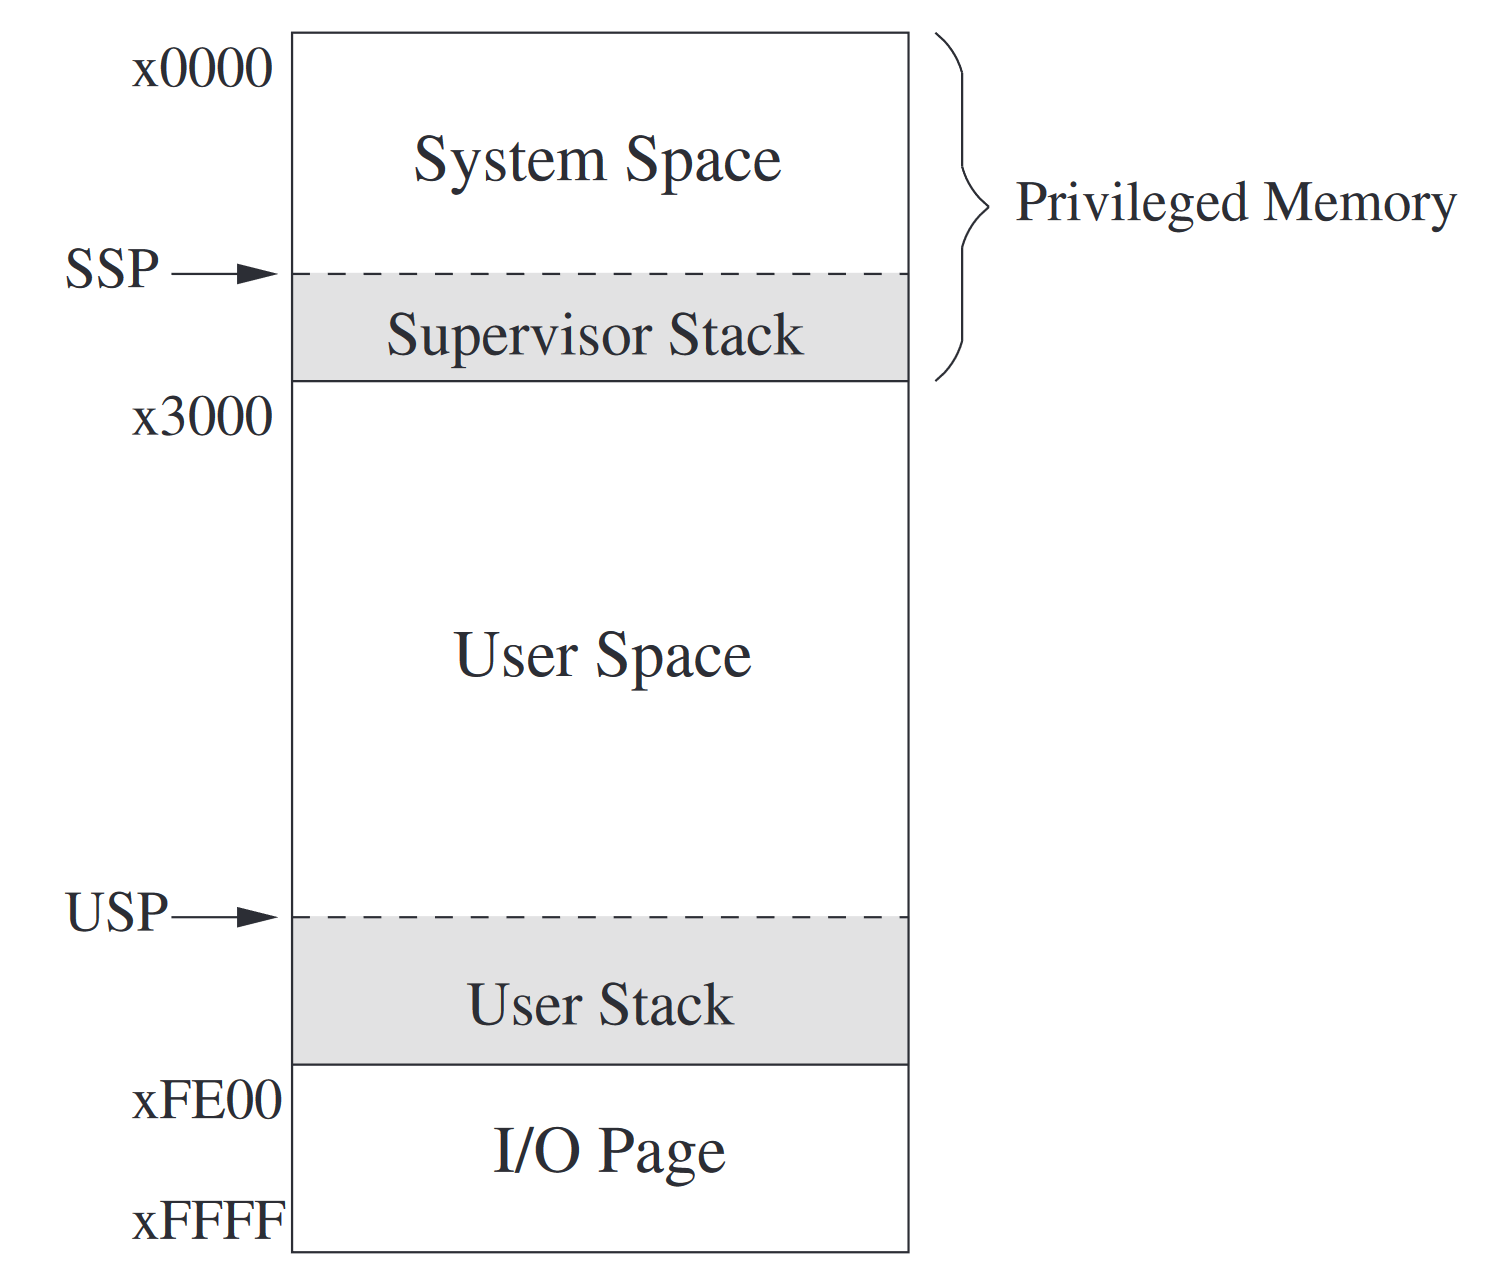 x0000
System Space
Privileged Memory
SSP
Supervisor Stack
x3000
User Space
USP
User Stack
xFE00
I/O Page
xFFFF